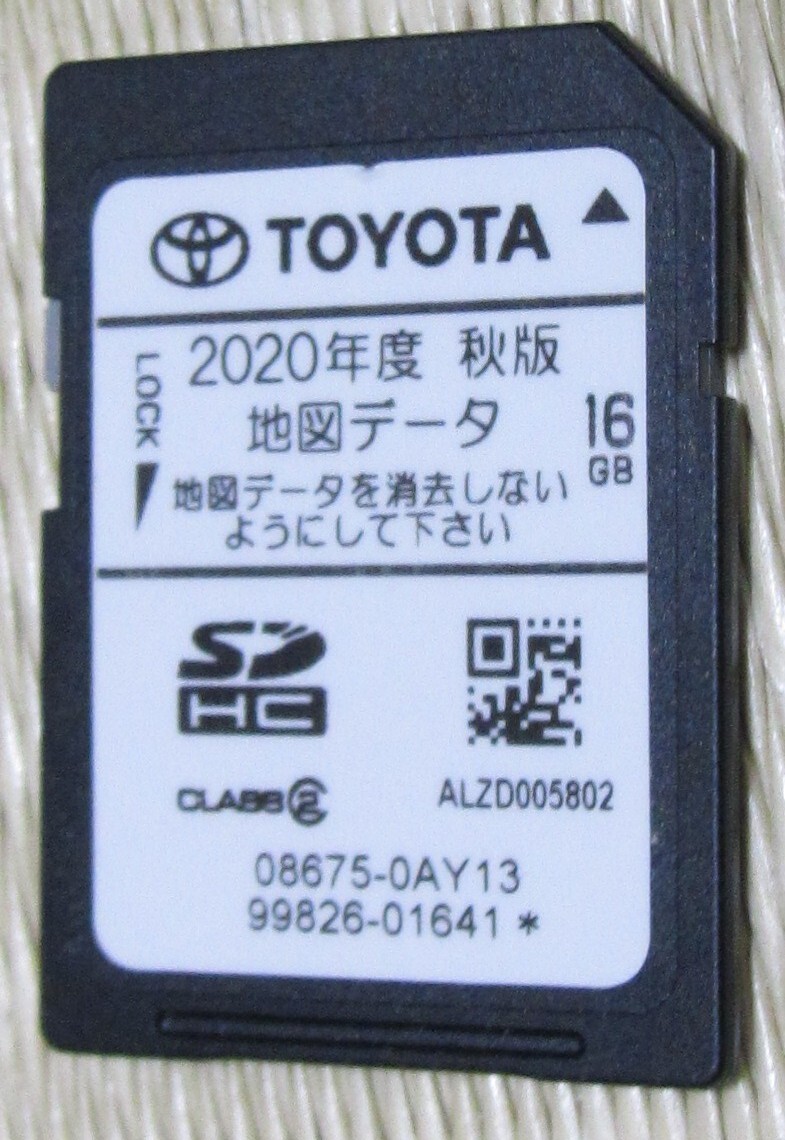 TOYOTA
2020年度 秋版
地図データ
LOCK
16
GB
地図データを消去しない
ようにして下さい
SD
HC
CLASS2
ALZD005802
08675-0AY13
99826-01641 *